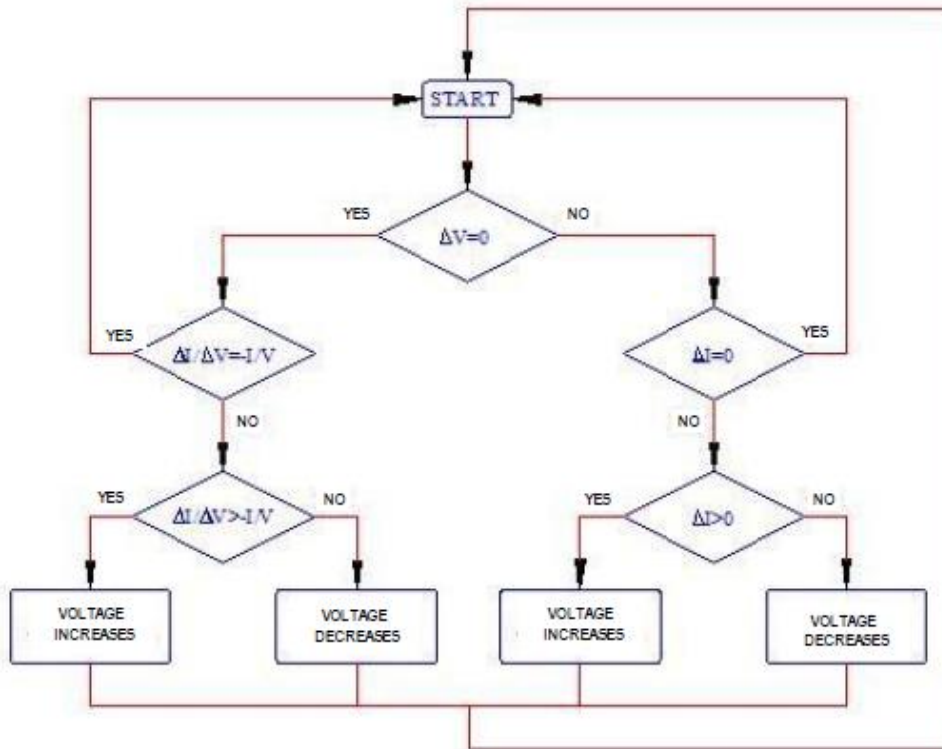 START
YES
NO
ΔV=0
YES
ΔI/ΔV=-I/V
ΔI=0
YES
NO
NO
YES
ΔI/ΔV>-I/V
NO
YES
ΔI>0
NO
VOLTAGE
INCREASES
VOLTAGE
DECREASES
VOLTAGE
INCREASES
VOLTAGE
DECREASES